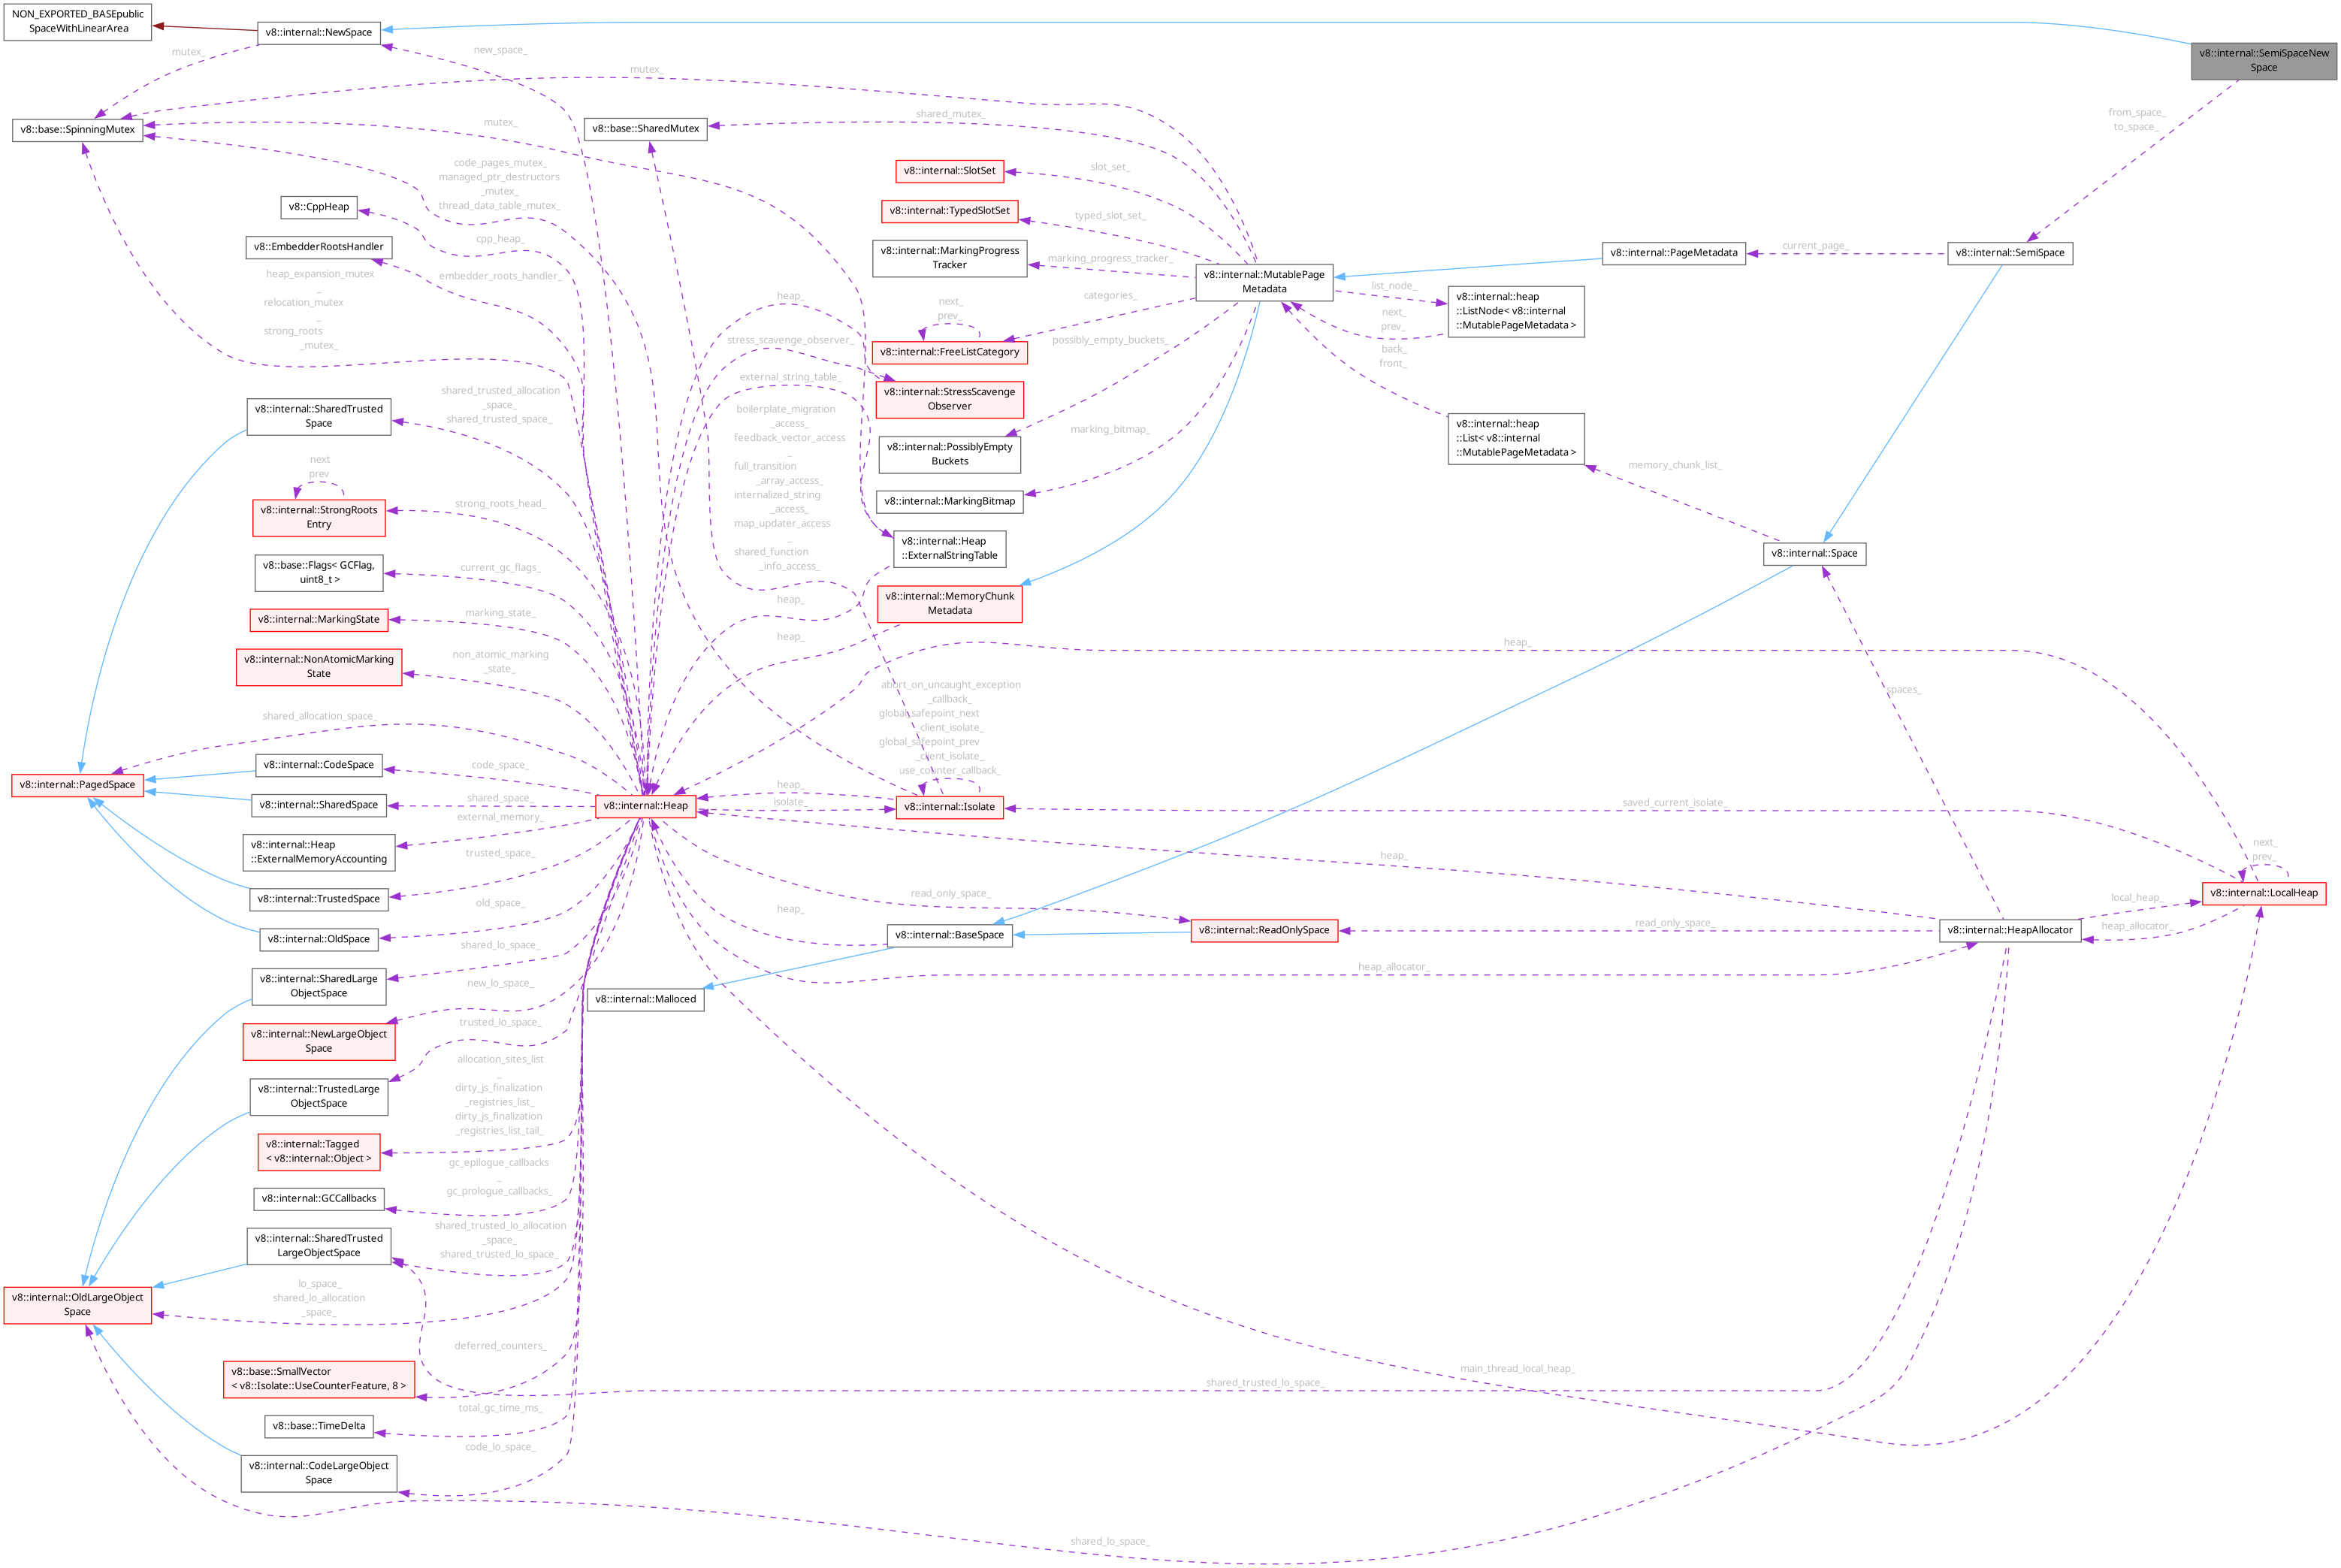 NON_EXPORTED_BASEpublic
SpaceWithLinearArea
v8::internal::NewSpace
v8::internal::SemiSpaceNew
Space
mutex_
new_space_
mutex_
from_space_
to_space_
v8::base::SpinningMutex
mutex_
v8::base::SharedMutex
shared_mutex_
code_pages_mutex_
managed_ptr_destructors
_mutex_
thread_data_table_mutex_
v8::internal::SlotSet
slot_set_
v8::CppHeap
cpp_heap_
v8::internal::TypedSlotSet
typed_slot_set_
v8::EmbedderRootsHandler
embedder_roots_handler_
v8::internal::MarkingProgress
Tracker
marking_progress_tracker_
v8::internal::MutablePage
Metadata
v8::internal::PageMetadata
current_page_
v8::internal::SemiSpace
heap_expansion_mutex
_
relocation_mutex
_
strong_roots
_mutex_
heap_
next_
prev_
categories_
list_node_
next_
prev_
v8::internal::heap
::ListNode< v8::internal
::MutablePageMetadata >
stress_scavenge_observer_
v8::internal::FreeListCategory
possibly_empty_buckets_
back_
front_
external_string_table_
v8::internal::StressScavenge
Observer
v8::internal::SharedTrusted
Space
shared_trusted_allocation
_space_
shared_trusted_space_
boilerplate_migration
_access_
feedback_vector_access
_
full_transition
_array_access_
internalized_string
_access_
map_updater_access
_
shared_function
_info_access_
v8::internal::PossiblyEmpty
Buckets
marking_bitmap_
v8::internal::heap
::List< v8::internal
::MutablePageMetadata >
memory_chunk_list_
next
prev
v8::internal::StrongRoots
Entry
strong_roots_head_
v8::internal::MarkingBitmap
v8::internal::Heap
::ExternalStringTable
v8::internal::Space
v8::base::Flags< GCFlag,
uint8_t >
current_gc_flags_
heap_
v8::internal::MemoryChunk
Metadata
v8::internal::MarkingState
marking_state_
heap_
heap_
v8::internal::NonAtomicMarking
State
non_atomic_marking
_state_
spaces_
shared_allocation_space_
abort_on_uncaught_exception
_callback_
global_safepoint_next
_client_isolate_
global_safepoint_prev
_client_isolate_
use_counter_callback_
v8::internal::PagedSpace
v8::internal::CodeSpace
code_space_
v8::internal::SharedSpace
shared_space_
v8::internal::Heap
heap_
isolate_
v8::internal::Isolate
saved_current_isolate_
v8::internal::Heap
::ExternalMemoryAccounting
external_memory_
heap_
next_
prev_
v8::internal::TrustedSpace
trusted_space_
read_only_space_
local_heap_
v8::internal::LocalHeap
v8::internal::OldSpace
old_space_
heap_
v8::internal::BaseSpace
v8::internal::ReadOnlySpace
read_only_space_
v8::internal::HeapAllocator
heap_allocator_
v8::internal::SharedLarge
ObjectSpace
shared_lo_space_
heap_allocator_
v8::internal::Malloced
v8::internal::NewLargeObject
Space
new_lo_space_
v8::internal::TrustedLarge
ObjectSpace
trusted_lo_space_
v8::internal::Tagged
< v8::internal::Object >
allocation_sites_list
_
dirty_js_finalization
_registries_list_
dirty_js_finalization
_registries_list_tail_
v8::internal::GCCallbacks
gc_epilogue_callbacks
_
gc_prologue_callbacks_
v8::internal::SharedTrusted
LargeObjectSpace
shared_trusted_lo_allocation
_space_
shared_trusted_lo_space_
v8::internal::OldLargeObject
Space
lo_space_
shared_lo_allocation
_space_
v8::base::SmallVector
< v8::Isolate::UseCounterFeature, 8 >
deferred_counters_
shared_trusted_lo_space_
main_thread_local_heap_
v8::base::TimeDelta
total_gc_time_ms_
v8::internal::CodeLargeObject
Space
code_lo_space_
shared_lo_space_